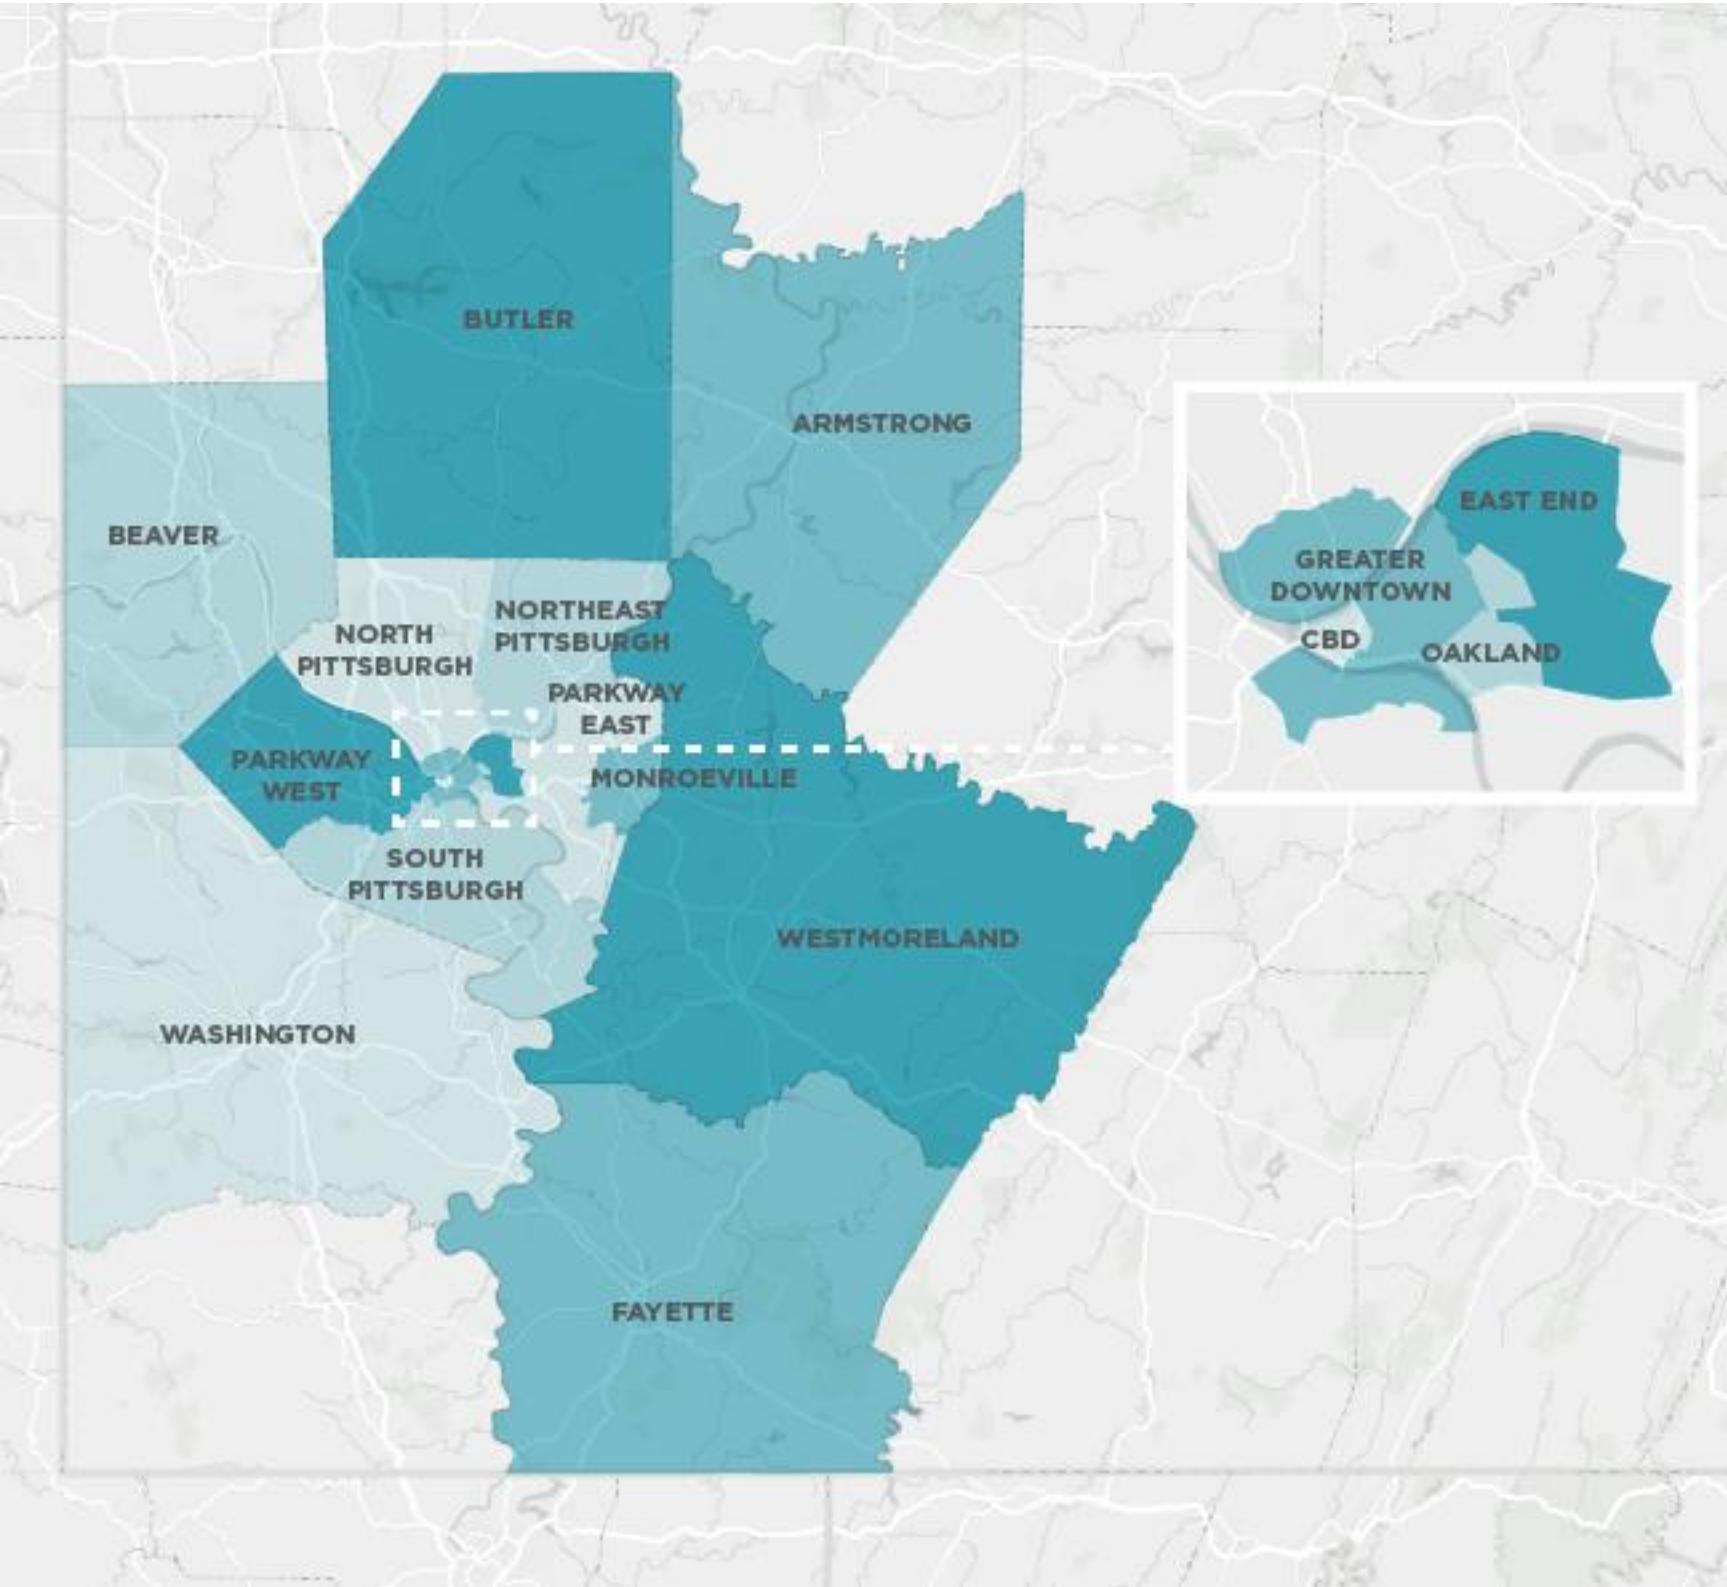 BUTLER
ARMSTRONG
BEAVER
EAST END
GREATER
DOWNTOWN
CBD
OAKLAND
NORTHEAST
PITTSBURGH
NORTH
PITTSBURGH
PARKWAY
EAST
PARKWAY
WEST
MONROEVILLE
SOUTH
PITTSBURGH
WESTMORELAND
WASHINGTON
FAYETTE